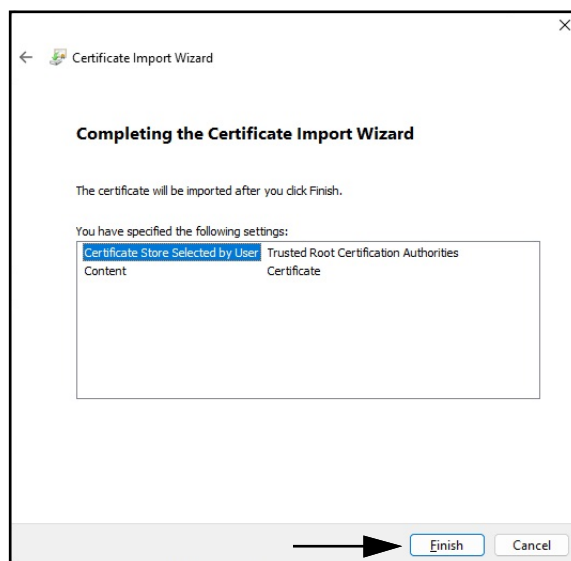 Certificate Import Wizard
Completing the Certificate Import Wizard
The certificate will be imported after you click Finish.
You have specified the following settings:
Certificate Store Selected by User Trusted Root Certification Authorities
Content Certificate
Finish Cancel